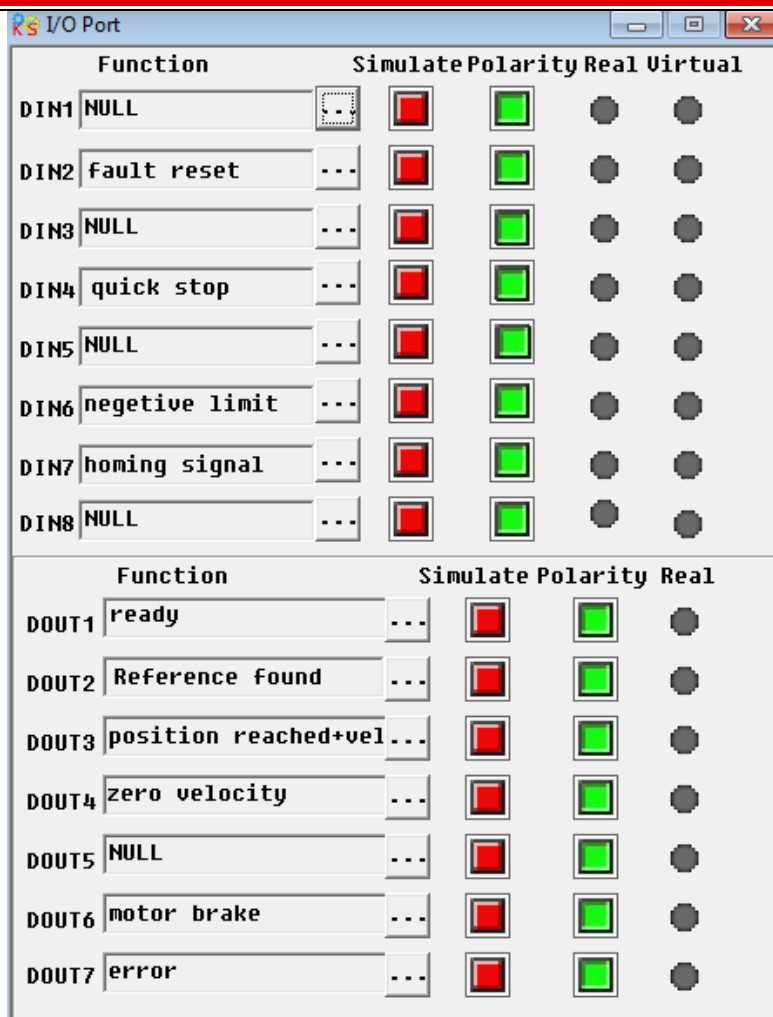 I/O Port
Function Simulate Polarity Real Virtual
DIN1 NULL ...
DIN2 fault reset ...
DIN3 NULL ...
DIN4 quick stop ...
DIN5 NULL ...
DIN6 negetive limit ...
DIN7 homing signal ...
DIN8 NULL ...
Function Simulate Polarity Real
DOUT1 ready ...
DOUT2 Reference found ...
DOUT3 position reached+vel ...
DOUT4 zero velocity ...
DOUT5 NULL ...
DOUT6 motor brake ...
DOUT7 error ...